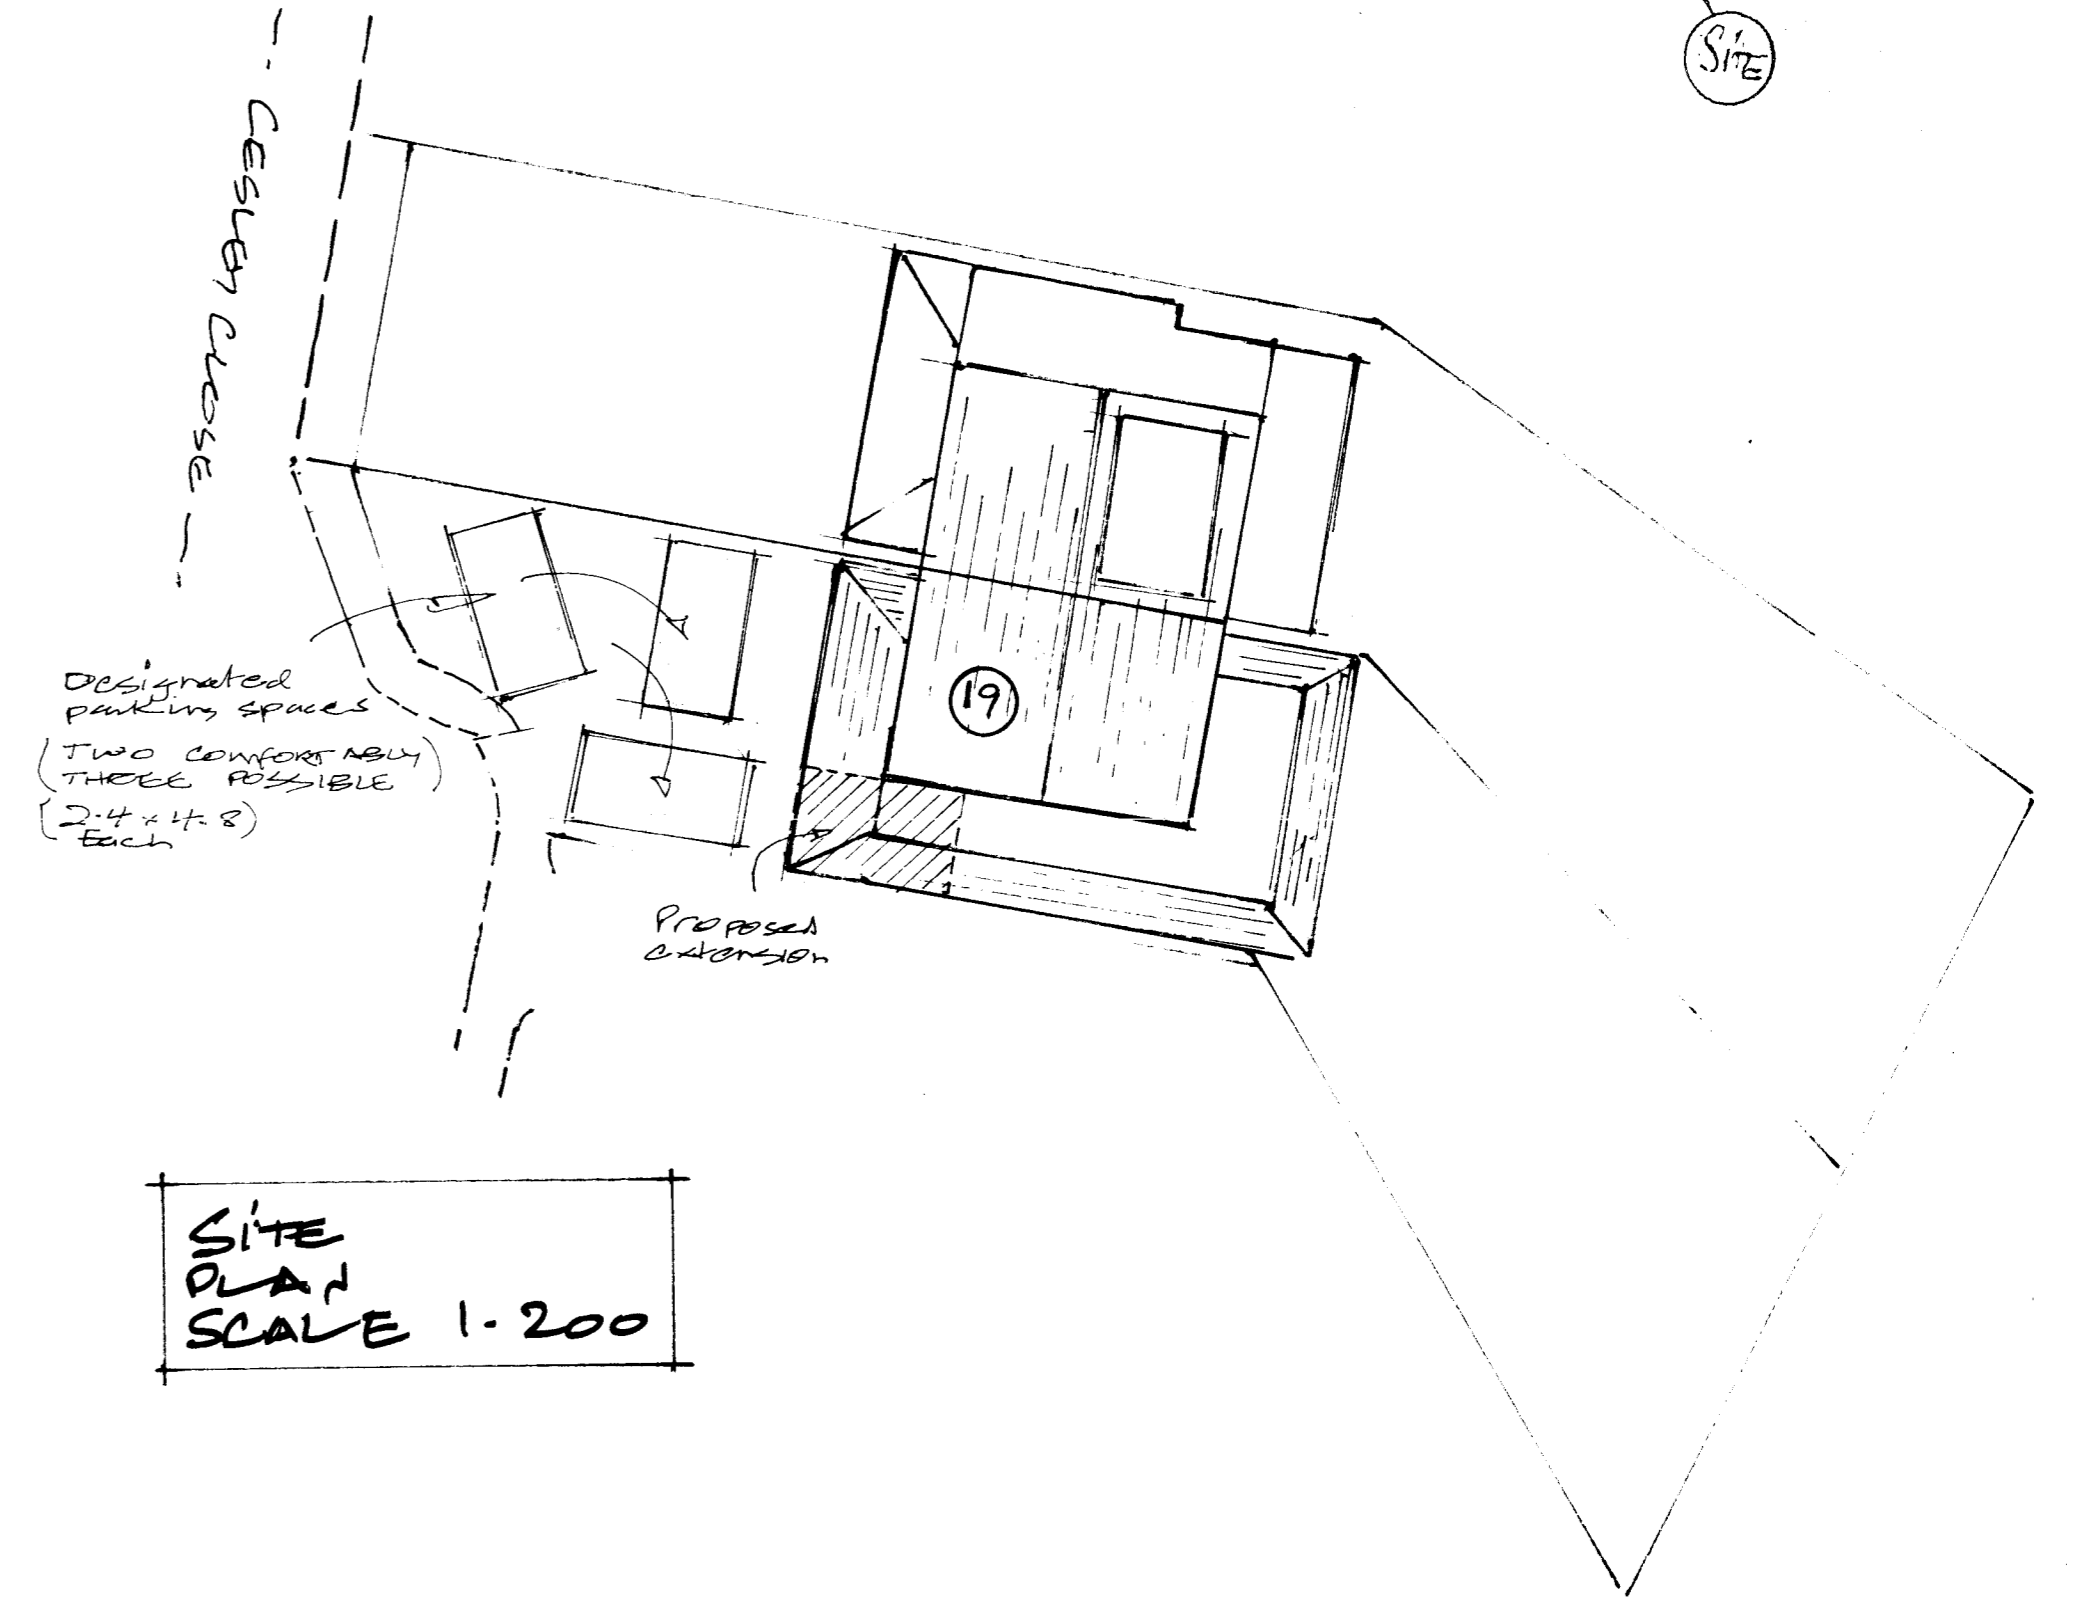 SiTE
LESLEY CLOSE
19
Designated
parking spaces
(TWO COMFORTABLY)
(THREE POSSIBLE)
(2.4 x 4.8)
Each
Proposed
extension
SiTE
PLAN
SCALE 1-200